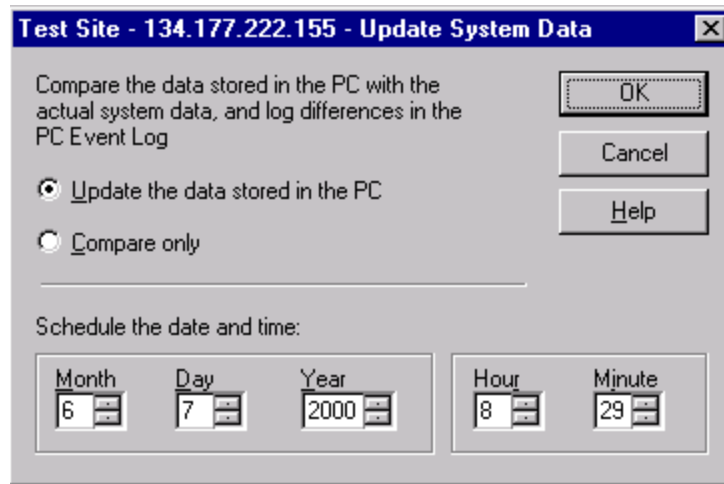 Test Site - 134.177.222.155 - Update System Data
Compare the data stored in the PC with the
actual system data, and log differences in the
PC Event Log
OK
Cancel
Help
Update the data stored in the PC
Compare only
Schedule the date and time:
Month Day Year Hour Minute
6 7 2000 8 29